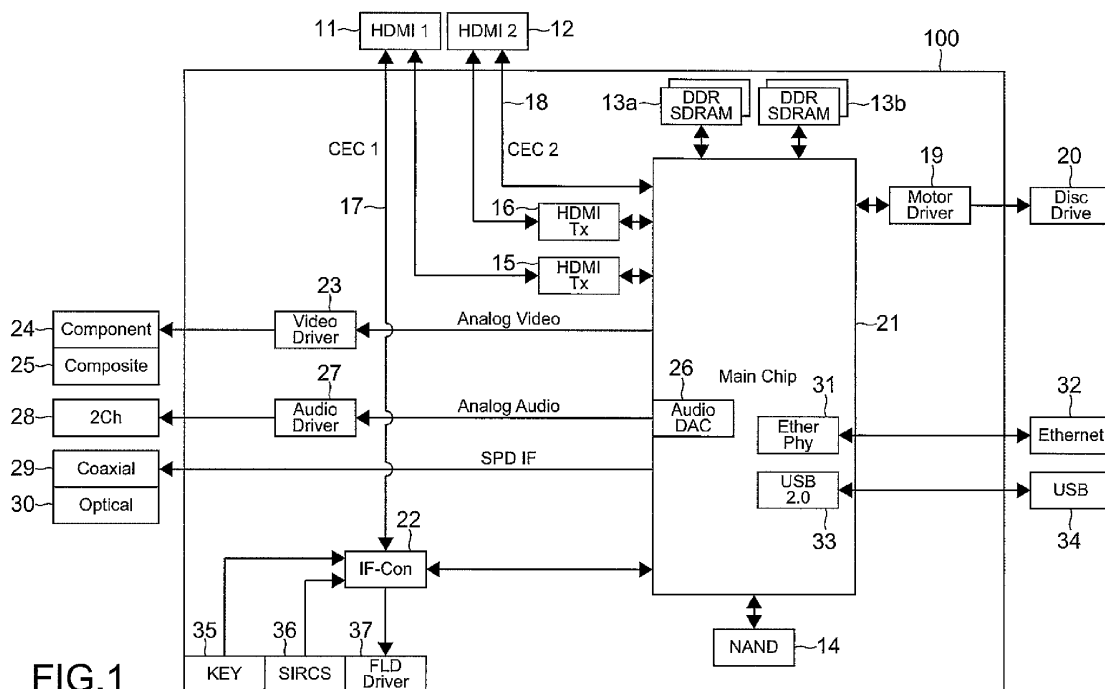 11 HDMI 1 HDMI 2 12
100
18
13a DDR SDRAM DDR SDRAM 13b
CEC 1 CEC 2
19 20
17
16 HDMI Tx
Motor Driver
Disc Drive
15 HDMI Tx
23
24 Component
Video Driver
Analog Video
21
25 Composite
27
26 Main Chip
31 32
28 2Ch
Audio Driver
Analog Audio
Audio DAC
Ether Phy
Ethernet
29 Coaxial
SPD IF
USB 2.0
USB
30 Optical
22
33 34
IF-Con
35 36 37
NAND 14
KEY SIRCS FLD Driver
FIG.1